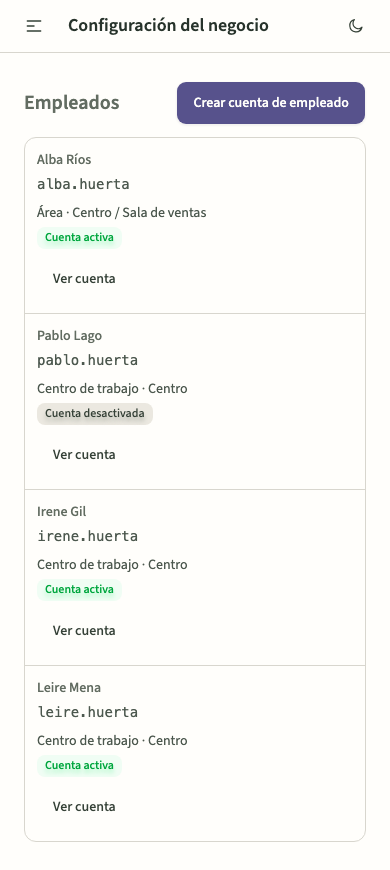 Configuración del negocio
Empleados
Crear cuenta de empleado
Alba Ríos
alba.huerta
Área · Centro / Sala de ventas
Cuenta activa
Ver cuenta
Pablo Lago
pablo.huerta
Centro de trabajo · Centro
Cuenta desactivada
Ver cuenta
Irene Gil
irene.huerta
Centro de trabajo · Centro
Cuenta activa
Ver cuenta
Leire Mena
leire.huerta
Centro de trabajo · Centro
Cuenta activa
Ver cuenta